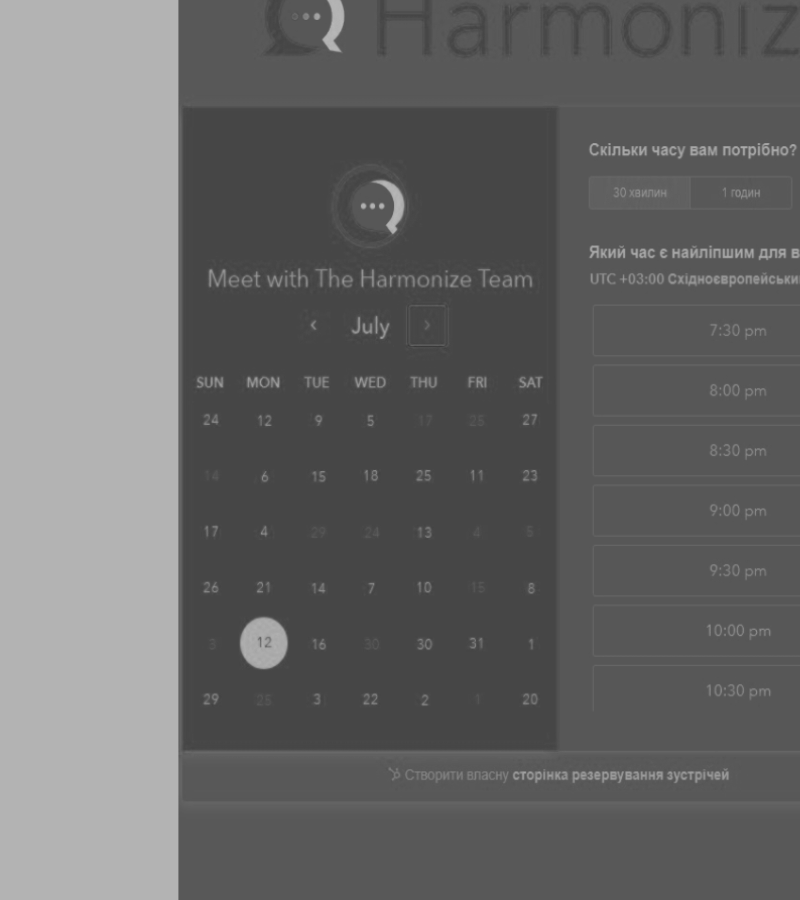 Harmoniz
Meet with The Harmonize Team
July
SUN MON TUE WED THU FRI SAT
24 12 9 5 17 25 27
14 6 15 18 25 11 23
17 4 29 24 13 4 5
26 21 14 7 10 15 8
3 12 16 30 30 31 1
29 25 3 22 2 1 20
Скільки часу вам потрібно?
30 хвилин 1 годин
Який час є найліпшим для в
UTC +03:00 Східноєвропейськи
7:30 pm
8:00 pm
8:30 pm
9:00 pm
9:30 pm
10:00 pm
10:30 pm
Створити власну сторінка резервування зустрічей